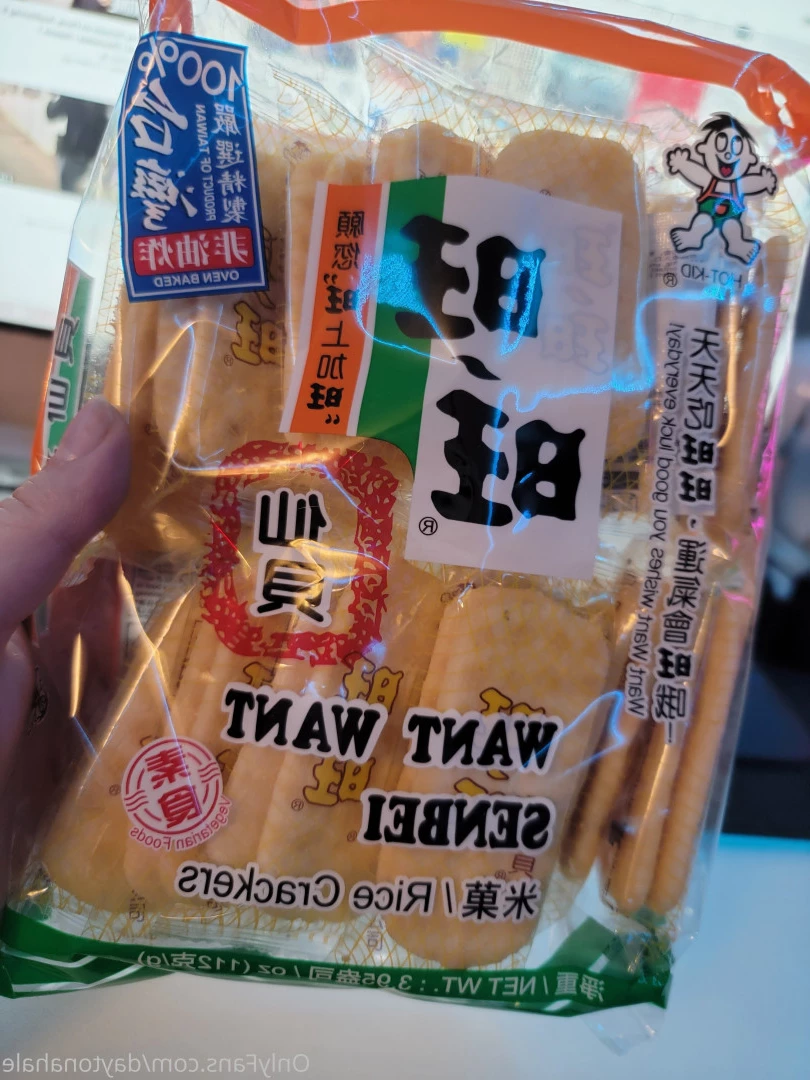 100%
台灣
嚴選精製
PRODUCT OF TAIWAN
非油炸
OVEN BAKED
願您"旺"上加"旺"
旺旺
®
HOT-KID
®
天天吃旺旺，運氣會旺喔！
Want Want wishes you good luck everyday!
仙貝
WANT WANT
SENBEI
米菓/Rice Crackers
素食
Vegetarian Foods
淨重/NET WT.: 3.95盎司/oz (112克/g)
OnlyFans.com/daytonahale